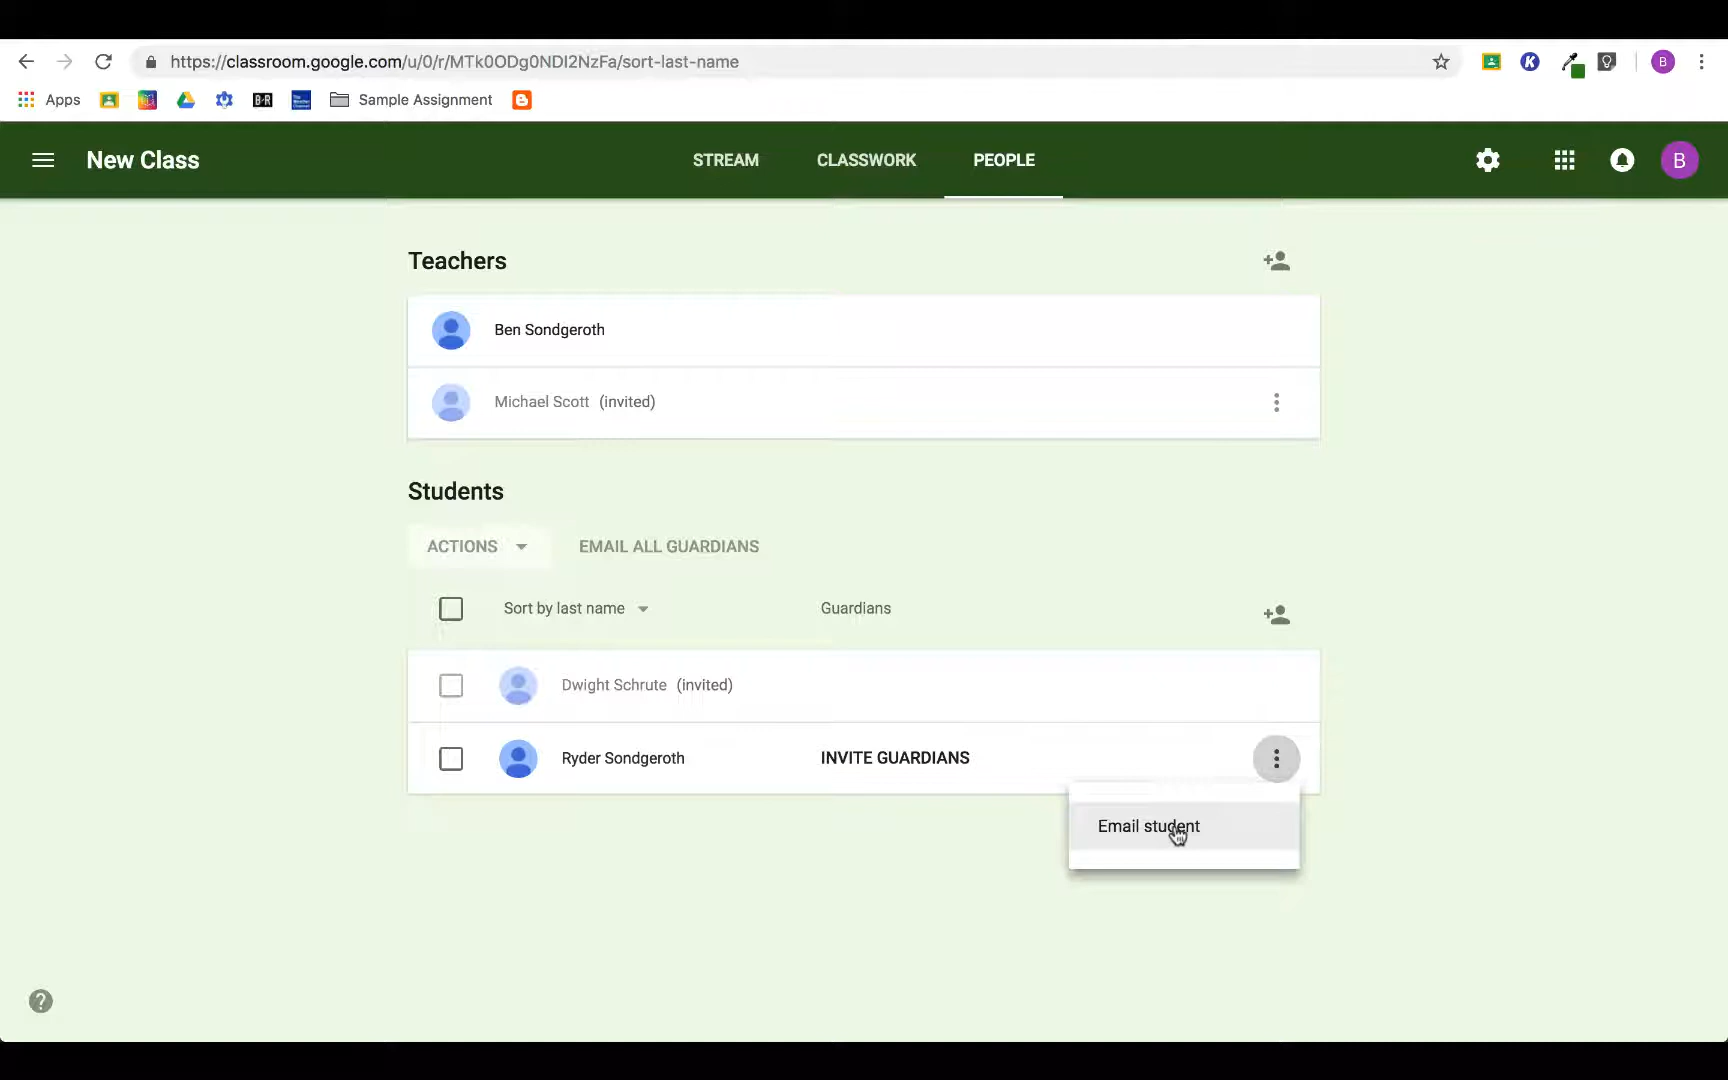 https://classroom.google.com/u/0/r/MTk0ODg0NDI2NzFa/sort-last-name
K
B
Apps
B/R
Sample Assignment
New Class
STREAM
CLASSWORK
PEOPLE
B
Teachers
Ben Sondgeroth
Michael Scott (invited)
Students
ACTIONS
EMAIL ALL GUARDIANS
Sort by last name
Guardians
Dwight Schrute (invited)
Ryder Sondgeroth
INVITE GUARDIANS
Email student
?